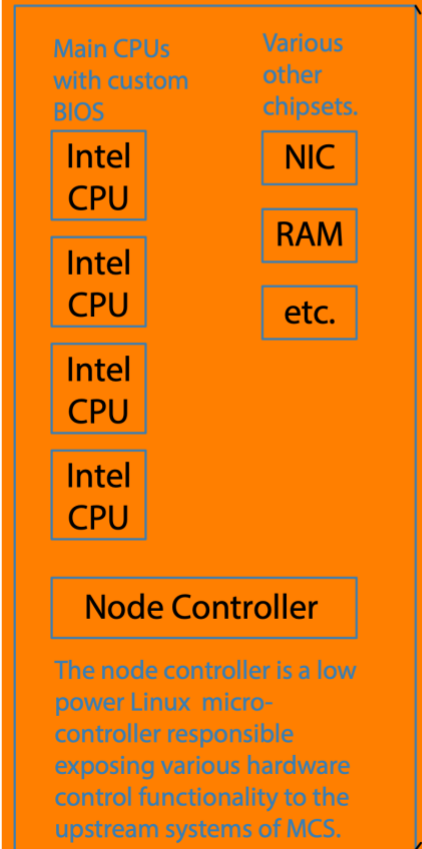 Main CPUs
with custom
BIOS
Various
other
chipsets.
Intel
CPU
NIC
Intel
CPU
RAM
Intel
CPU
etc.
Intel
CPU
Node Controller
The node controller is a low
power Linux micro-
controller responsible
exposing various hardware
control functionality to the
upstream systems of MCS.